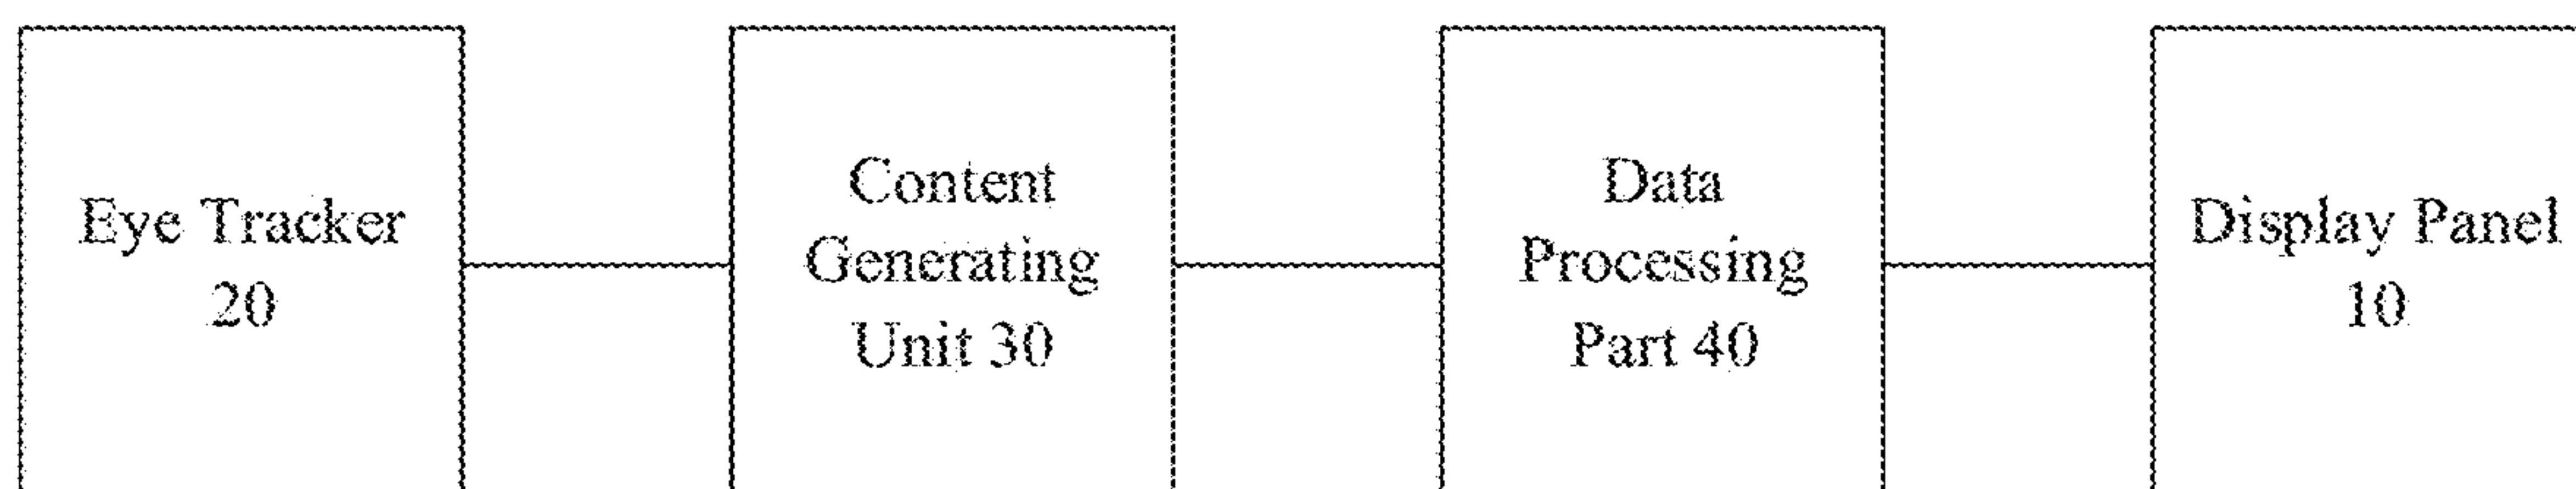 Eye Tracker
20
Content
Generating
Unit 30
Data
Processing
Part 40
Display Panel
10